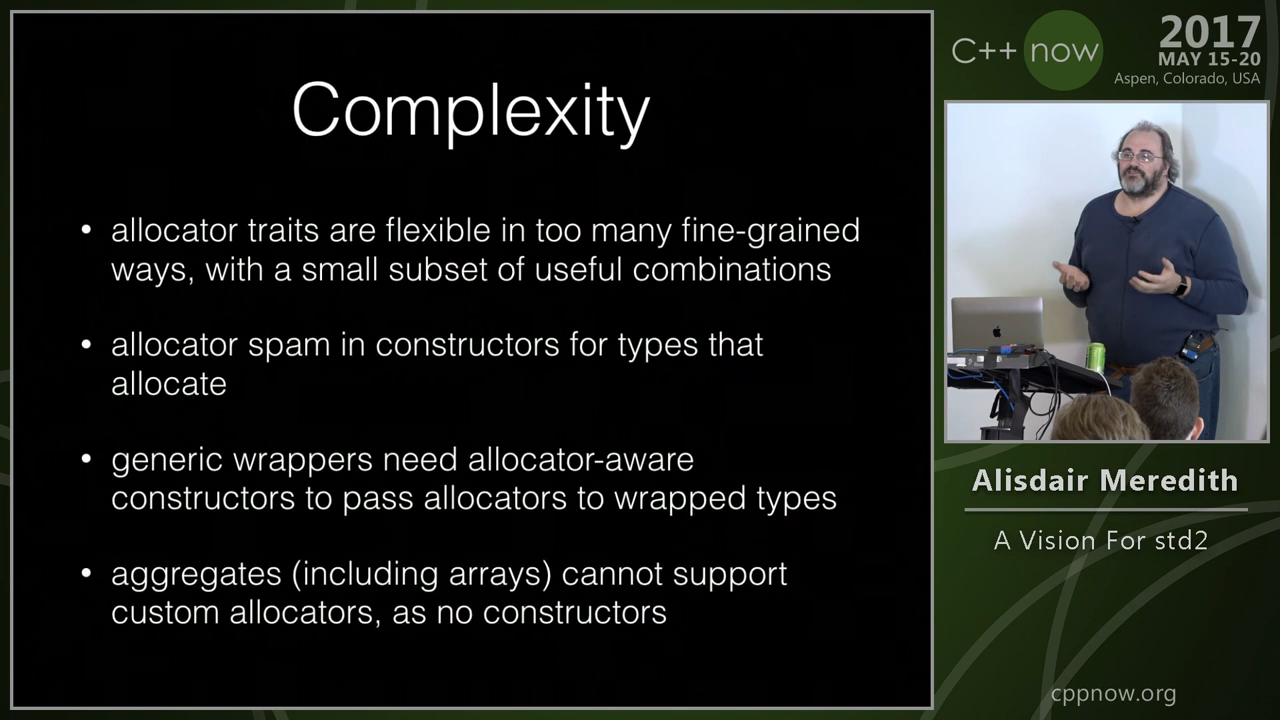 Complexity
• allocator traits are flexible in too many fine-grained
ways, with a small subset of useful combinations
• allocator spam in constructors for types that
allocate
• generic wrappers need allocator-aware
constructors to pass allocators to wrapped types
• aggregates (including arrays) cannot support
custom allocators, as no constructors
C++ now
2017
MAY 15-20
Aspen, Colorado, USA
Alisdair Meredith
A Vision For std2
cppnow.org